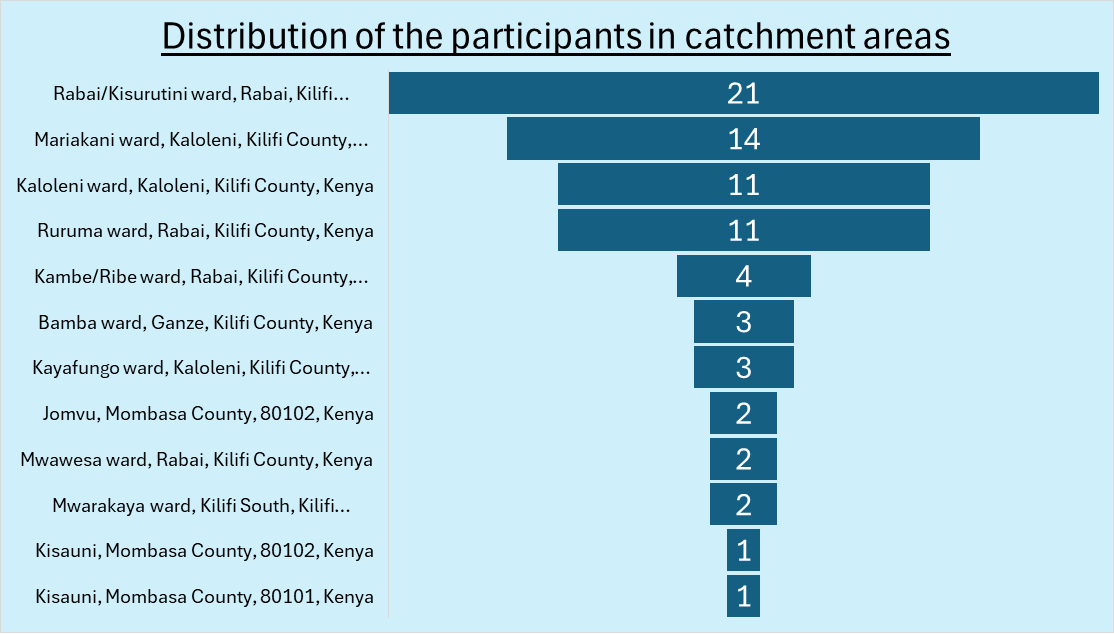 Distribution of the participants in catchment areas
Rabai/Kisurutini ward, Rabai, Kilifi... 21
Mariakani ward, Kaloleni, Kilifi County,... 14
Kaloleni ward, Kaloleni, Kilifi County, Kenya 11
Ruruma ward, Rabai, Kilifi County, Kenya 11
Kambe/Ribe ward, Rabai, Kilifi County,... 4
Bamba ward, Ganze, Kilifi County, Kenya 3
Kayafungo ward, Kaloleni, Kilifi County,... 3
Jomvu, Mombasa County, 80102, Kenya 2
Mwawesa ward, Rabai, Kilifi County, Kenya 2
Mwarakaya ward, Kilifi South, Kilifi... 2
Kisauni, Mombasa County, 80102, Kenya 1
Kisauni, Mombasa County, 80101, Kenya 1